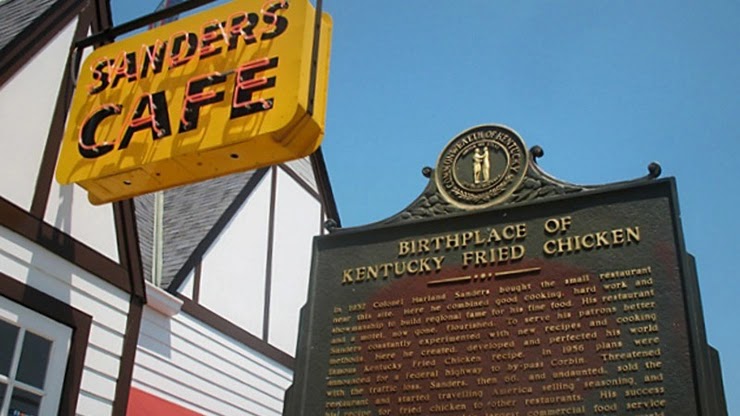 SANDERS
CAFE
COMMONWEALTH OF KENTUCKY
BIRTHPLACE OF
KENTUCKY FRIED CHICKEN
In 1932 Colonel Harland Sanders bought the small restaurant
near this site. Here he combined good cooking, hard work and
showmanship to build regional fame for his fine food. His restaurant
and a motel, now gone, flourished. To serve his patrons better
Sanders constantly experimented with new recipes and cooking
methods. Here he created, developed and perfected his world
famous Kentucky Fried Chicken recipe. In 1956, plans were
announced for a federal highway to by-pass Corbin. Threatened
with the traffic loss, Sanders, then 66, and undaunted, sold the
restaurant and started travelling America selling seasoning, and
his recipe for fried chicken to other restaurants. His success
commercial food service